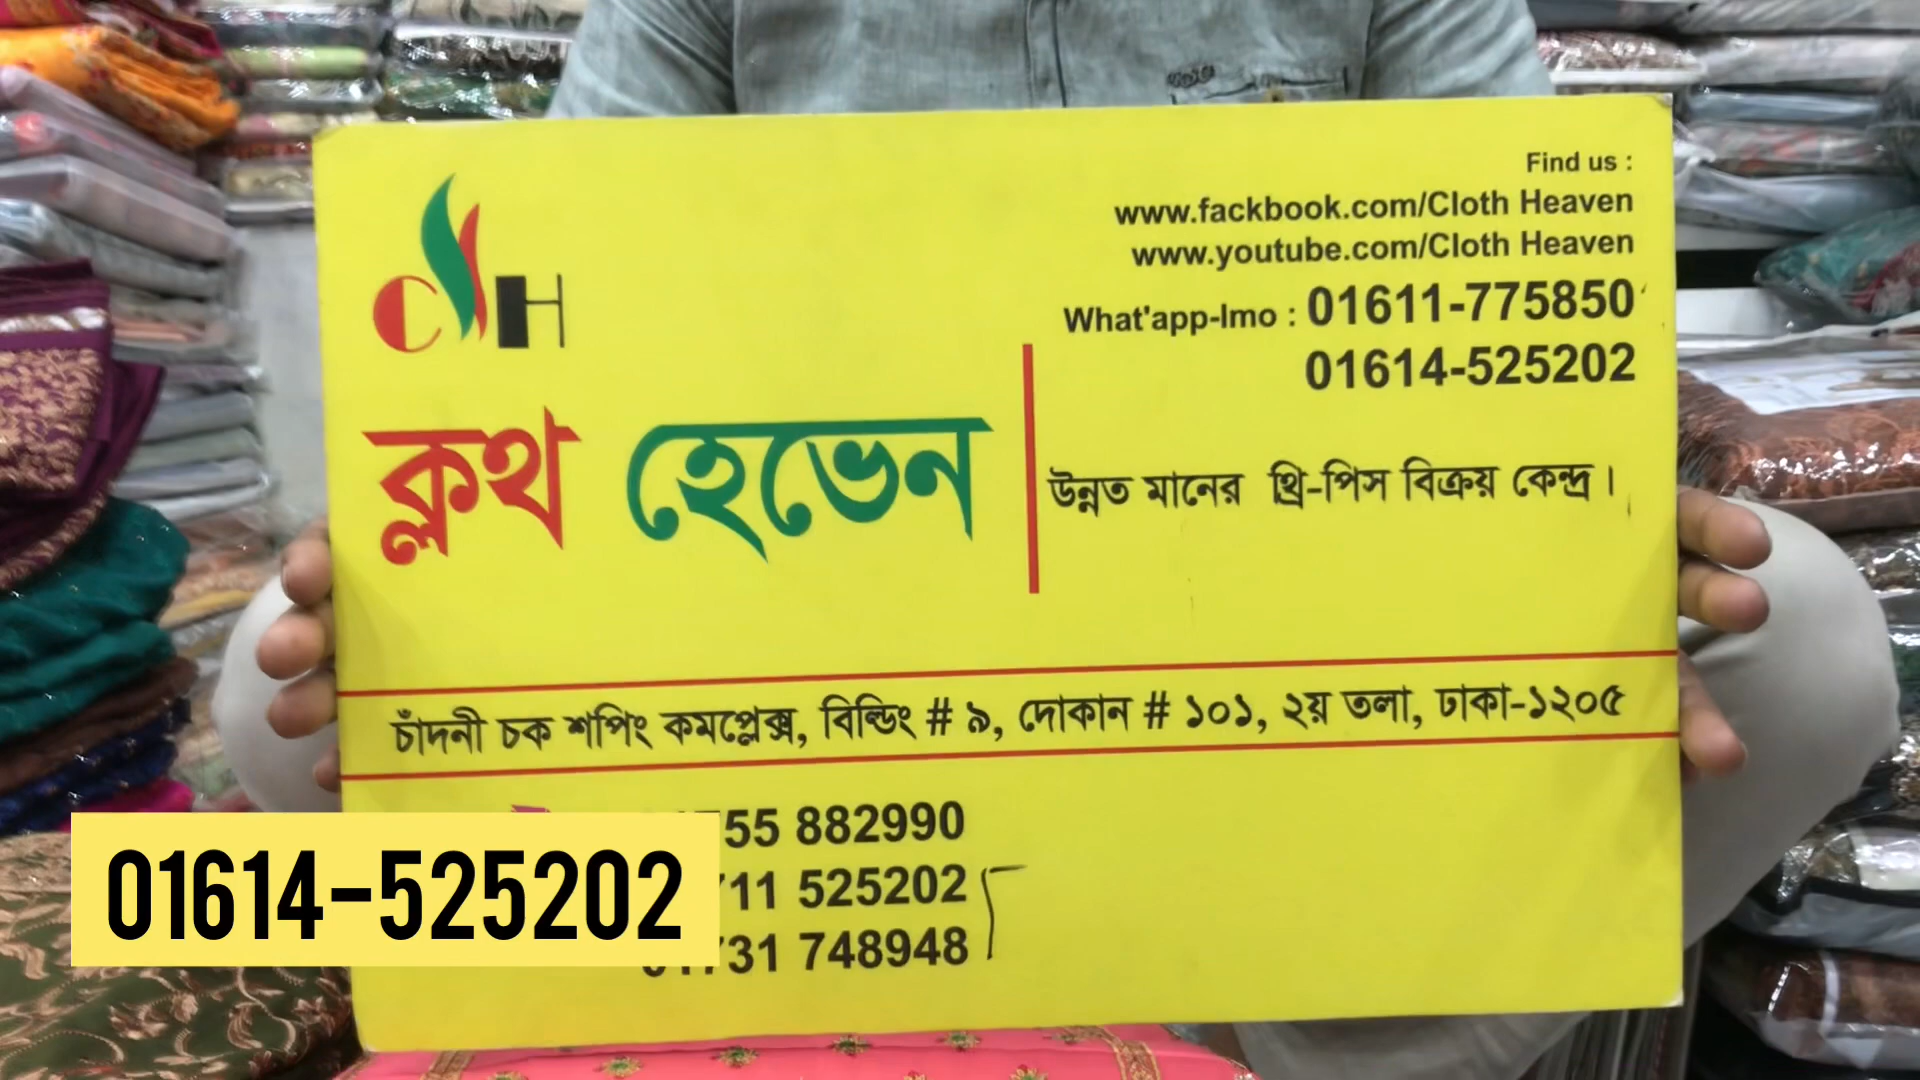 Find us :
www.fackbook.com/Cloth Heaven
www.youtube.com/Cloth Heaven
What'app-Imo : 01611-775850
01614-525202
CH
ক্লথ হেভেন
উন্নত মানের থ্রি-পিস বিক্রয় কেন্দ্র।
চাঁদনী চক শপিং কমপ্লেক্স, বিল্ডিং # ৯, দোকান # ১০১, ২য় তলা, ঢাকা-১২০৫
55 882990
11 525202
31 748948
01614-525202